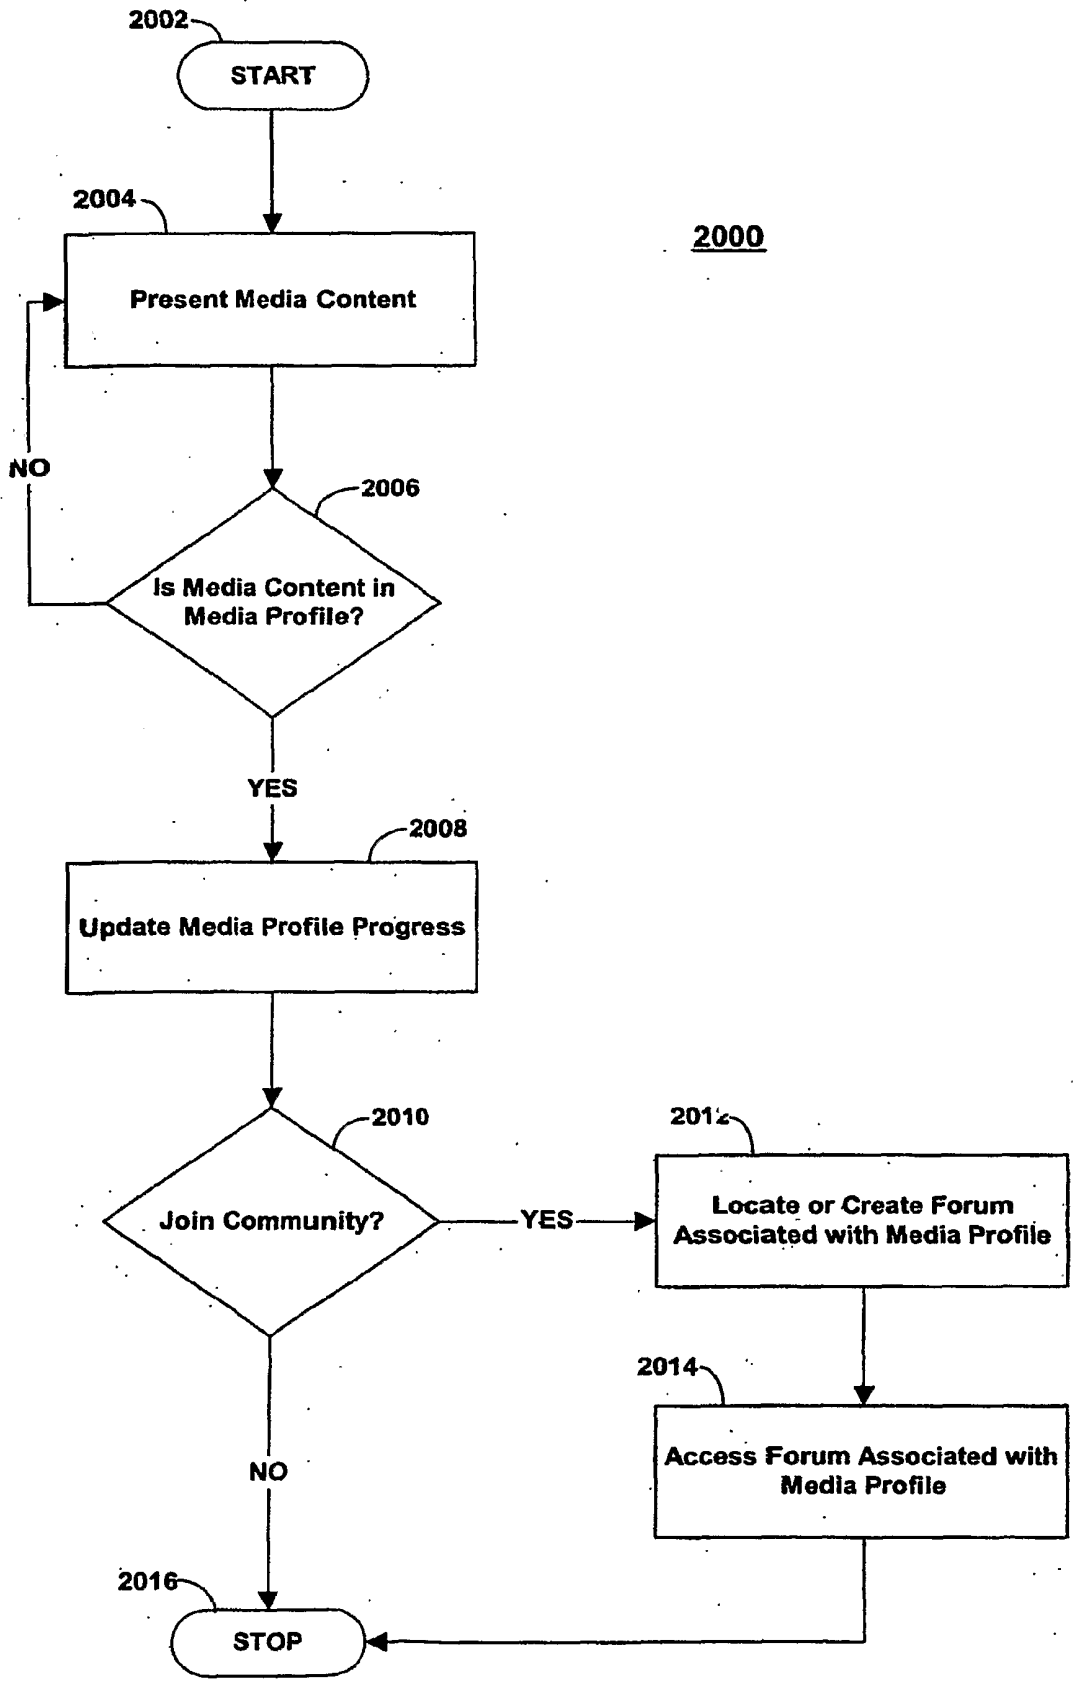 2002
START
2004
2000
Present Media Content
NO
2006
Is Media Content in
Media Profile?
YES
2008
Update Media Profile Progress
2010
Join Community?
YES
2012
Locate or Create Forum
Associated with Media Profile
2014
Access Forum Associated with
Media Profile
NO
2016
STOP